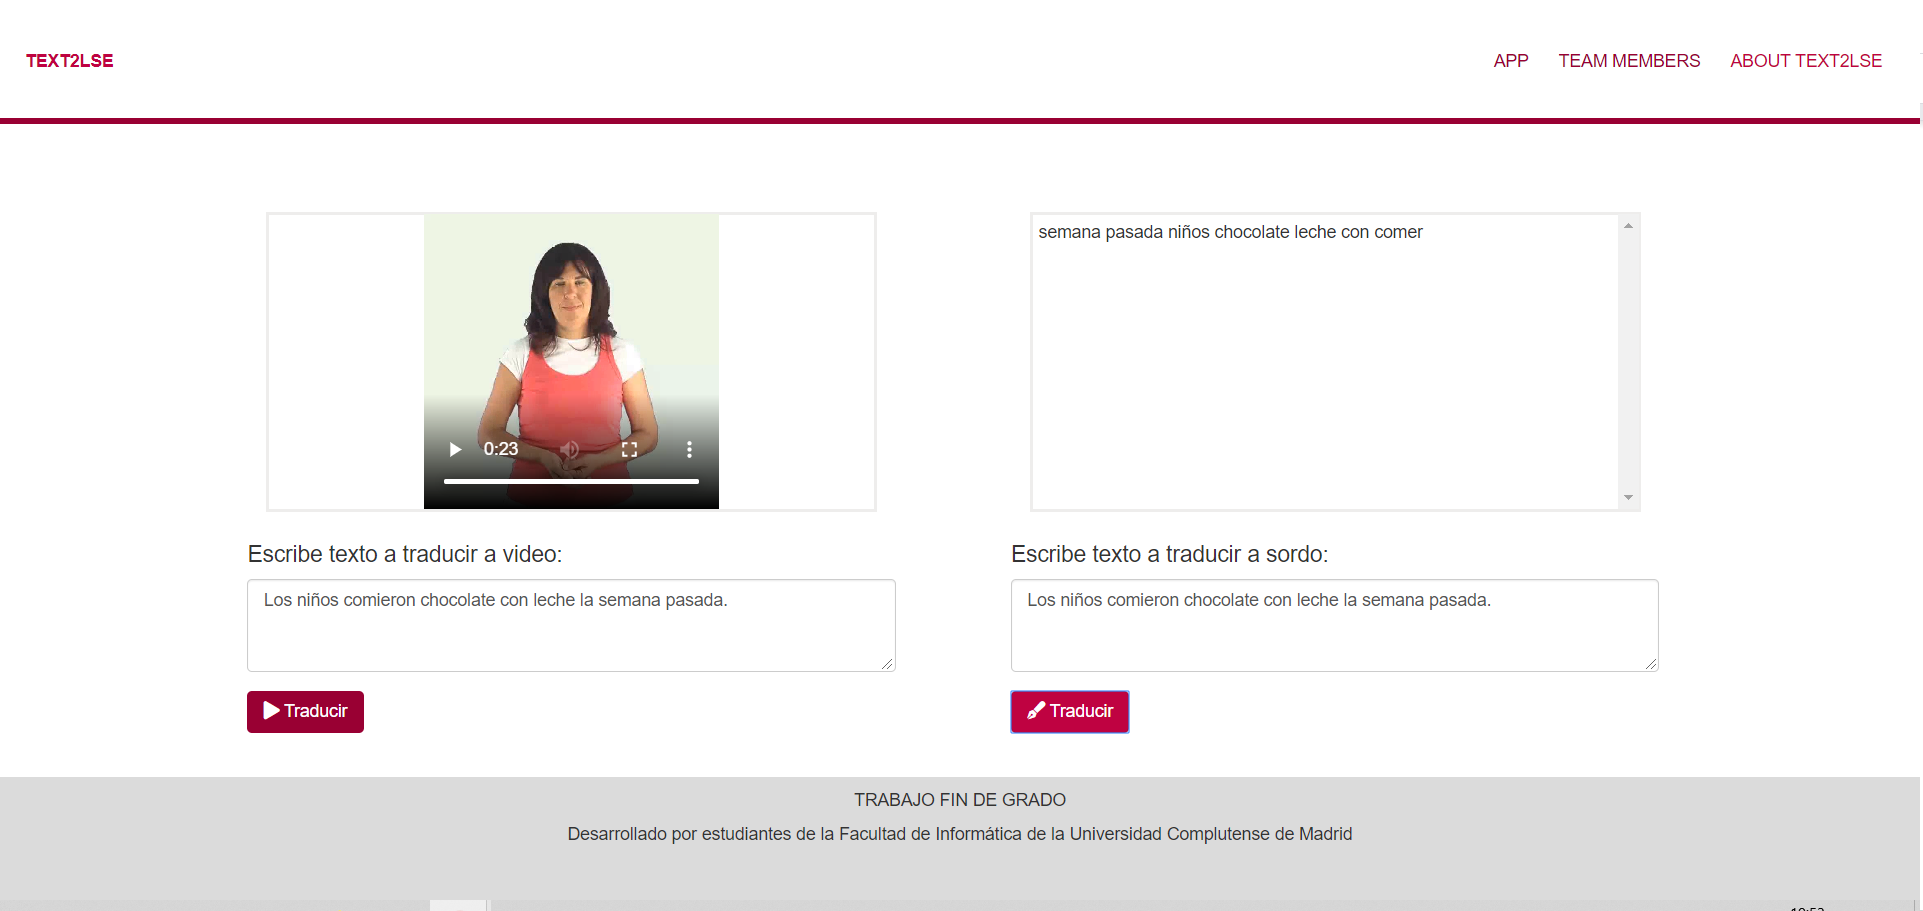 TEXT2LSE
APP
TEAM MEMBERS
ABOUT TEXT2LSE
0:23
semana pasada niños chocolate leche con comer
Escribe texto a traducir a video:
Los niños comieron chocolate con leche la semana pasada.
Traducir
Escribe texto a traducir a sordo:
Los niños comieron chocolate con leche la semana pasada.
Traducir
TRABAJO FIN DE GRADO
Desarrollado por estudiantes de la Facultad de Informática de la Universidad Complutense de Madrid